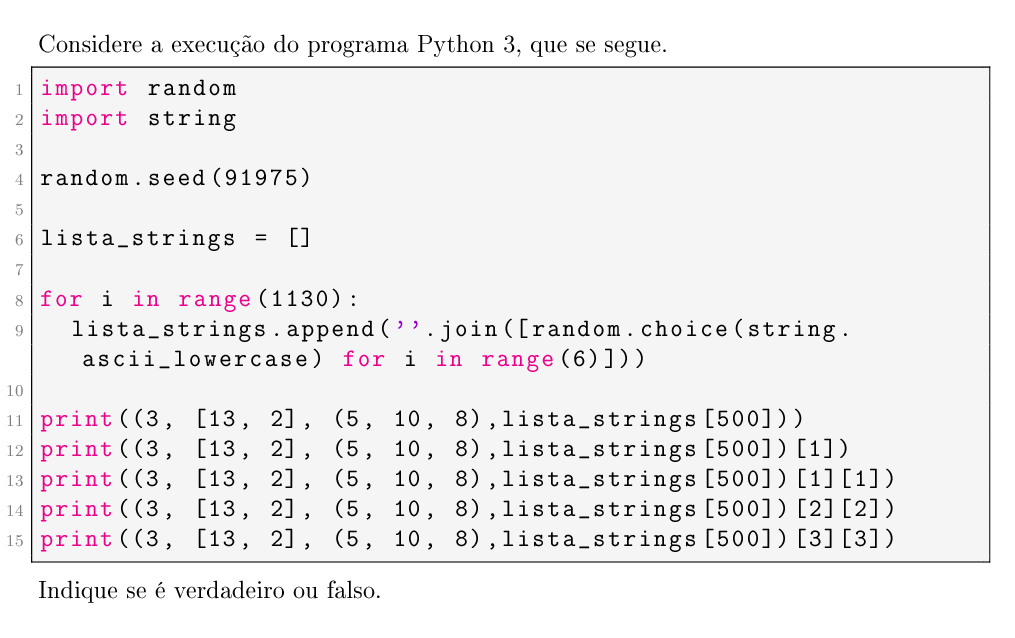 Considere a execução do programa Python 3, que se segue.
1 import random
2 import string
3
4 random.seed(91975)
5
6 lista_strings = []
7
8 for i in range(1130):
9 lista_strings.append(''.join([random.choice(string.
ascii_lowercase) for i in range(6)]))
10
11 print((3, [13, 2], (5, 10, 8),lista_strings[500]))
12 print((3, [13, 2], (5, 10, 8),lista_strings[500])[1])
13 print((3, [13, 2], (5, 10, 8),lista_strings[500])[1][1])
14 print((3, [13, 2], (5, 10, 8),lista_strings[500])[2][2])
15 print((3, [13, 2], (5, 10, 8),lista_strings[500])[3][3])
Indique se é verdadeiro ou falso.